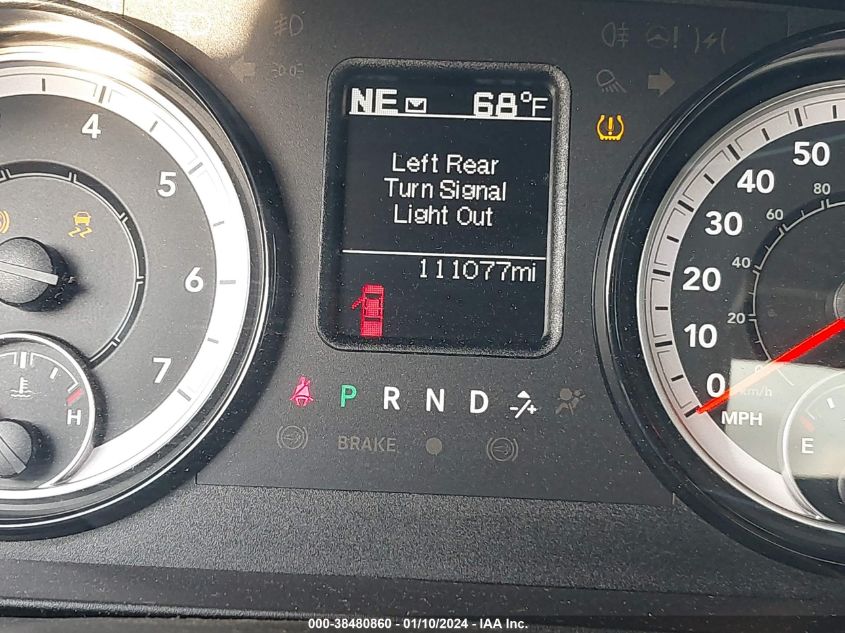 NE 68°F
Left Rear
Turn Signal
Light Out
111077mi
P R N D
BRAKE
4
5
6
7
H
50
40
30
20
10
0
MPH
80
60
40
20
0
km/h
E
000-38480860 - 01/10/2024 - IAA Inc.